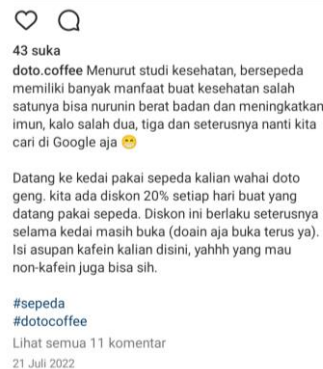 43 suka
doto.coffee Menurut studi kesehatan, bersepeda
memiliki banyak manfaat buat kesehatan salah
satunya bisa nurunin berat badan dan meningkatkan
imun, kalo salah dua, tiga dan seterusnya nanti kita
cari di Google aja 😁
Datang ke kedai pakai sepeda kalian wahai doto
geng. kita ada diskon 20% setiap hari buat yang
datang pakai sepeda. Diskon ini berlaku seterusnya
selama kedai masih buka (doain aja buka terus ya).
Isi asupan kafein kalian disini, yahhh yang mau
non-kafein juga bisa sih.
#sepeda
#dotocoffee
Lihat semua 11 komentar
21 Juli 2022